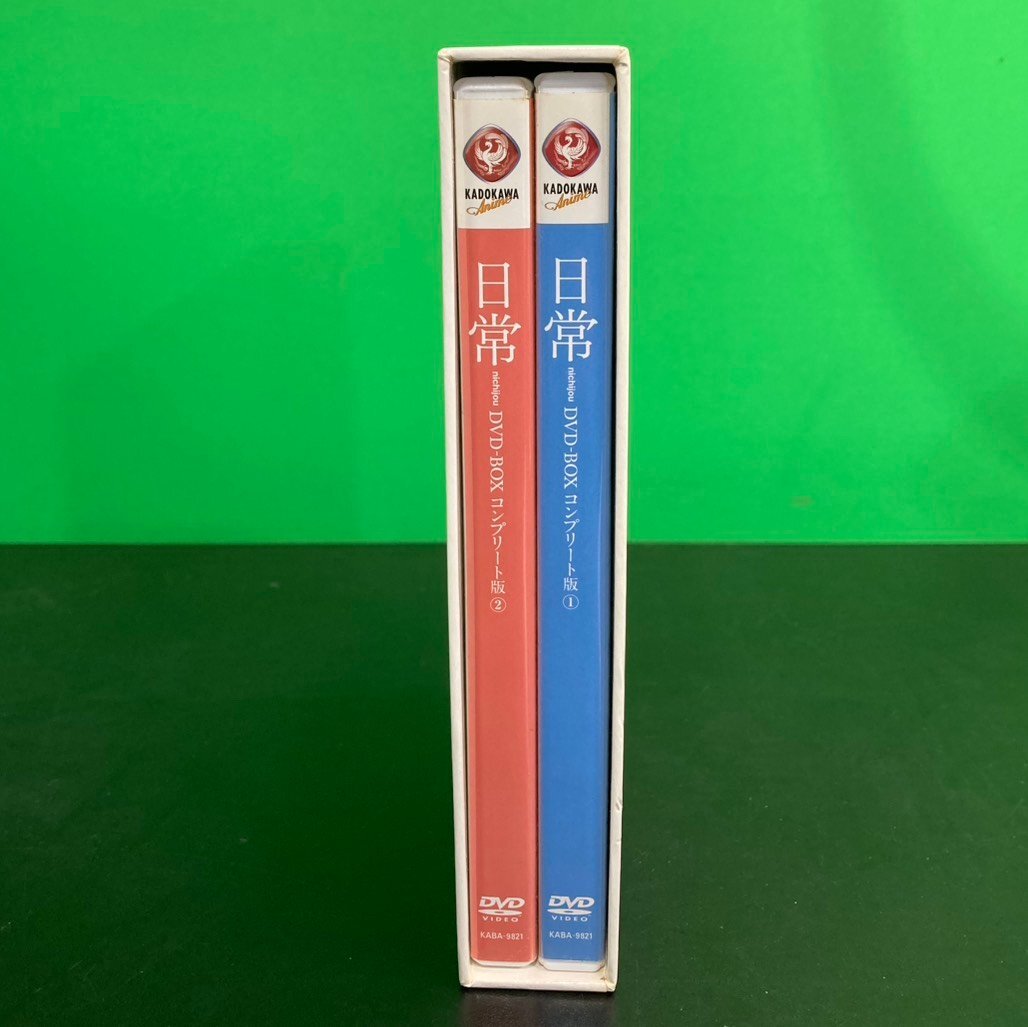 KADOKAWA
Anime
日常
nichijou
DVD-BOX コンプリート版②
DVD
VIDEO
KABA-9821
KADOKAWA
Anime
日常
nichijou
DVD-BOX コンプリート版①
DVD
VIDEO
KABA-9821